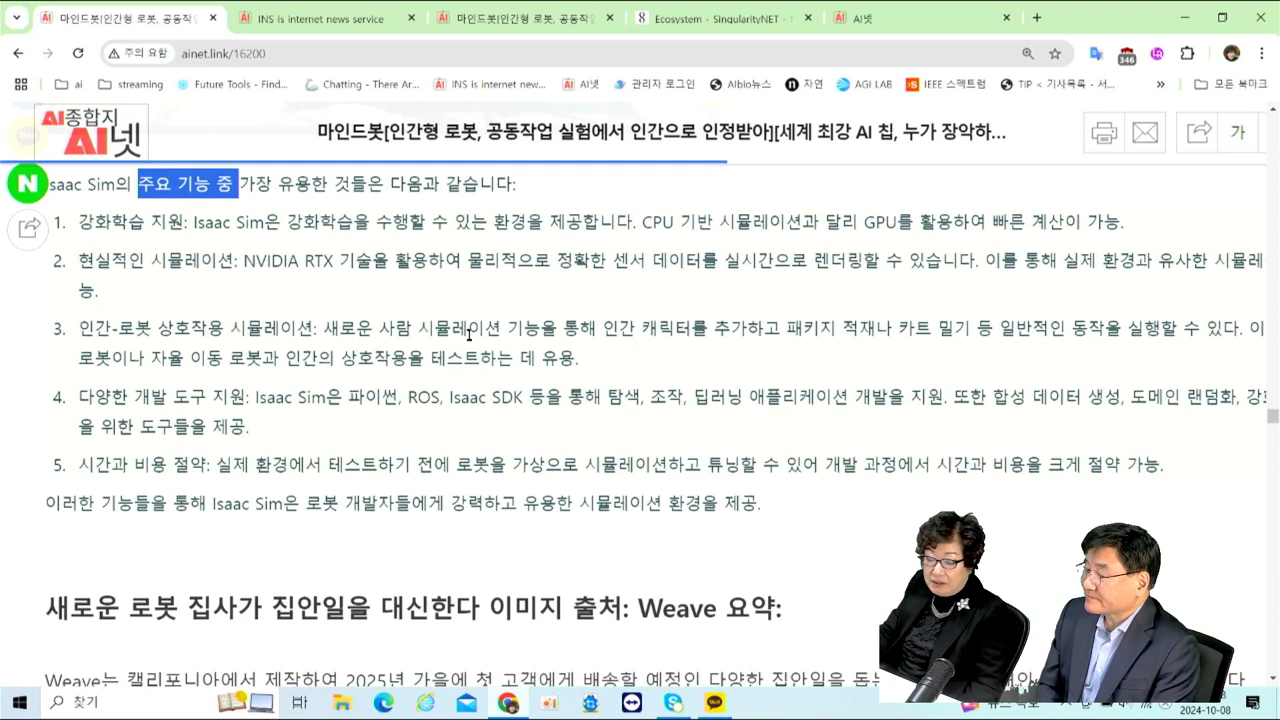 마인드봇[인간형 로봇, 공동작업
INS is internet news service
마인드봇[인간형 로봇, 공동작업
Ecosystem - SingularityNET -
AI넷
주의 요함
ainet.link/16200
346
ai
streaming
Future Tools - Find...
Chatting - There Ar...
INS is internet new...
AI넷
관리자 로그인
Albio뉴스
자연
AGI LAB
IEEE 스펙트럼
TIP < 기사목록 - 서...
모든 북마크
AI종합지
AI넷
마인드봇[인간형 로봇, 공동작업 실험에서 인간으로 인정받아][세계 최강 AI 칩, 누가 장악하...
가
N
saac Sim의 주요 기능 중 가장 유용한 것들은 다음과 같습니다:
1. 강화학습 지원: Isaac Sim은 강화학습을 수행할 수 있는 환경을 제공합니다. CPU 기반 시뮬레이션과 달리 GPU를 활용하여 빠른 계산이 가능.
2. 현실적인 시뮬레이션: NVIDIA RTX 기술을 활용하여 물리적으로 정확한 센서 데이터를 실시간으로 렌더링할 수 있습니다. 이를 통해 실제 환경과 유사한 시뮬레
능.
3. 인간-로봇 상호작용 시뮬레이션: 새로운 사람 시뮬레이션 기능을 통해 인간 캐릭터를 추가하고 패키지 적재나 카트 밀기 등 일반적인 동작을 실행할 수 있다. 이
로봇이나 자율 이동 로봇과 인간의 상호작용을 테스트하는 데 유용.
4. 다양한 개발 도구 지원: Isaac Sim은 파이썬, ROS, Isaac SDK 등을 통해 탐색, 조작, 딥러닝 애플리케이션 개발을 지원. 또한 합성 데이터 생성, 도메인 랜덤화, 강
을 위한 도구들을 제공.
5. 시간과 비용 절약: 실제 환경에서 테스트하기 전에 로봇을 가상으로 시뮬레이션하고 튜닝할 수 있어 개발 과정에서 시간과 비용을 크게 절약 가능.
이러한 기능들을 통해 Isaac Sim은 로봇 개발자들에게 강력하고 유용한 시뮬레이션 환경을 제공.
새로운 로봇 집사가 집안일을 대신한다 이미지 출처: Weave 요약:
Weave는 캘리포니아에서 제작하여 2025년 가을에 첫 고객에게 배송할 예정인 다양한 집안일을
찾기
TALK
2024-10-08